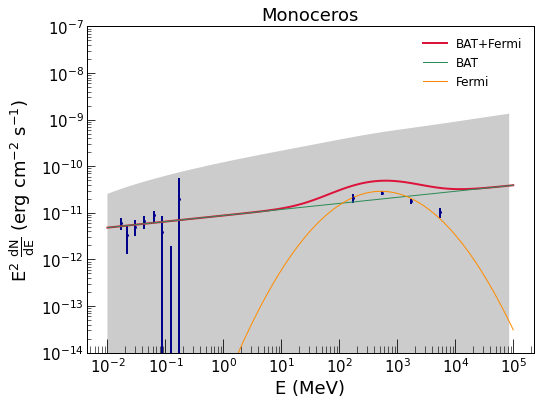 Monoceros
BAT+Fermi
BAT
Fermi
E² dN/dE (erg cm⁻² s⁻¹)
10⁻⁷
10⁻⁸
10⁻⁹
10⁻¹⁰
10⁻¹¹
10⁻¹²
10⁻¹³
10⁻¹⁴
10⁻² 10⁻¹ 10⁰ 10¹ 10² 10³ 10⁴ 10⁵
E (MeV)